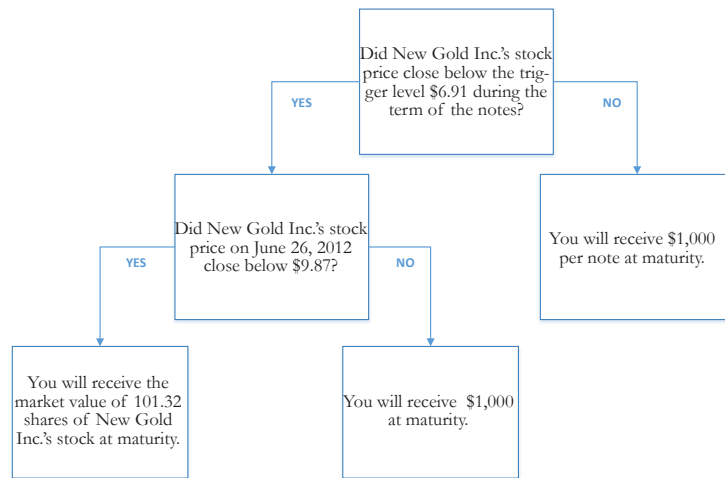 Did New Gold Inc.'s stock
price close below the trig-
ger level $6.91 during the
term of the notes?
YES
NO
Did New Gold Inc.'s stock
price on June 26, 2012
close below $9.87?
You will receive $1,000
per note at maturity.
YES
NO
You will receive the
market value of 101.32
shares of New Gold
Inc.'s stock at maturity.
You will receive $1,000
at maturity.